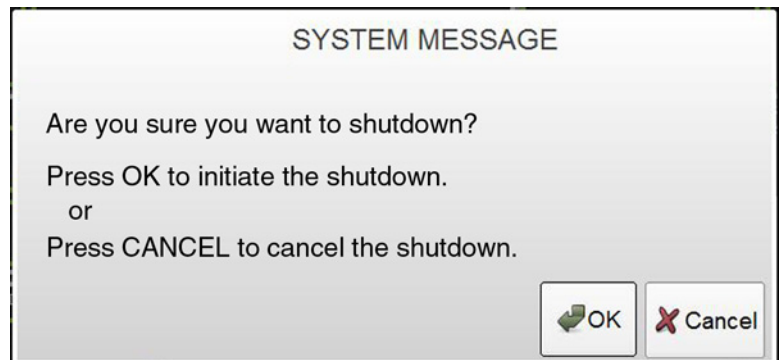 SYSTEM MESSAGE
Are you sure you want to shutdown?
Press OK to initiate the shutdown.
or
Press CANCEL to cancel the shutdown.
OK Cancel